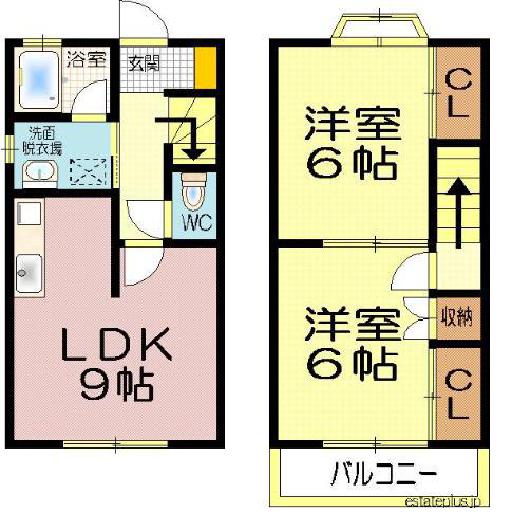 浴室
玄関
洗面
脱衣場
WC
LDK
9帖
CL
洋室
6帖
洋室
6帖
収納
CL
バルコニー
estateplus.jp